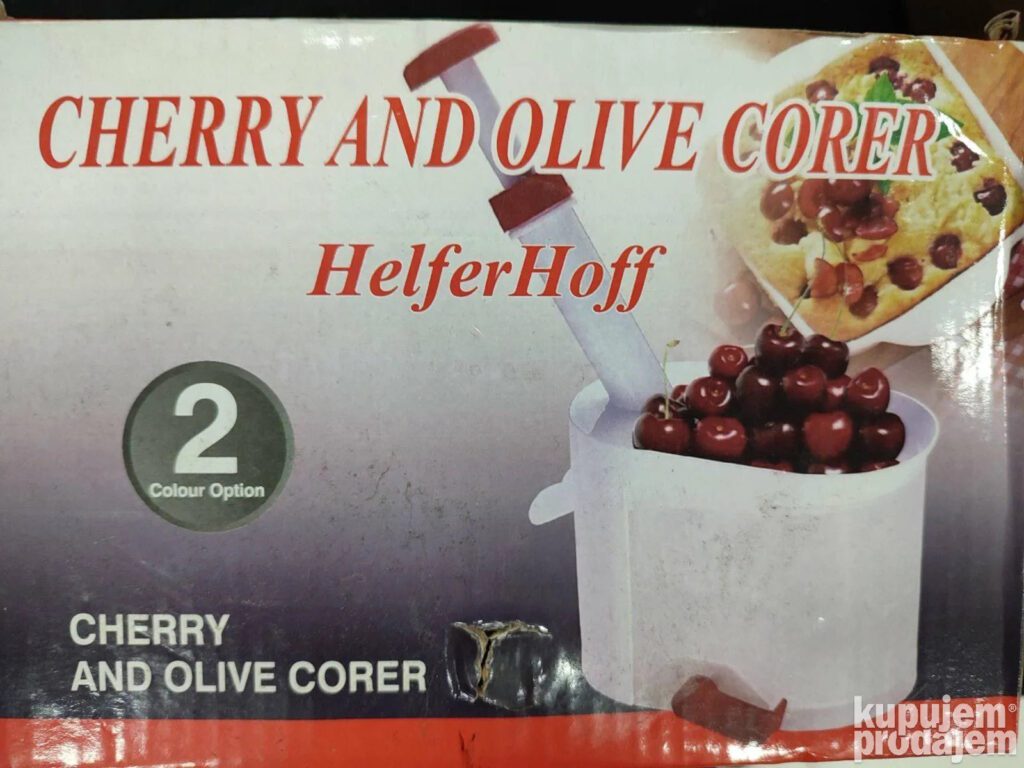 CHERRY AND OLIVE CORER
HelferHoff
2
Colour Option
CHERRY
AND OLIVE CORER
kupujem®
prodajem